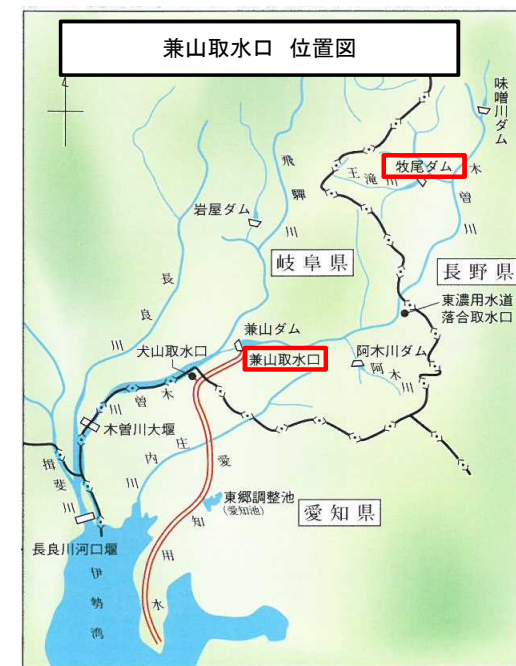 兼山取水口 位置図
味噌川ダム
牧尾ダム
王滝川
木曽川
飛驒川
岩屋ダム
岐阜県
長野県
長良川
東濃用水道
落合取水口
兼山ダム
犬山取水口
兼山取水口
阿木川ダム
阿木川
木曽川
木曽川大堰
揖斐川
庄内川
愛知用水
東郷調整池
(愛知池)
愛知県
長良川河口堰
伊勢湾